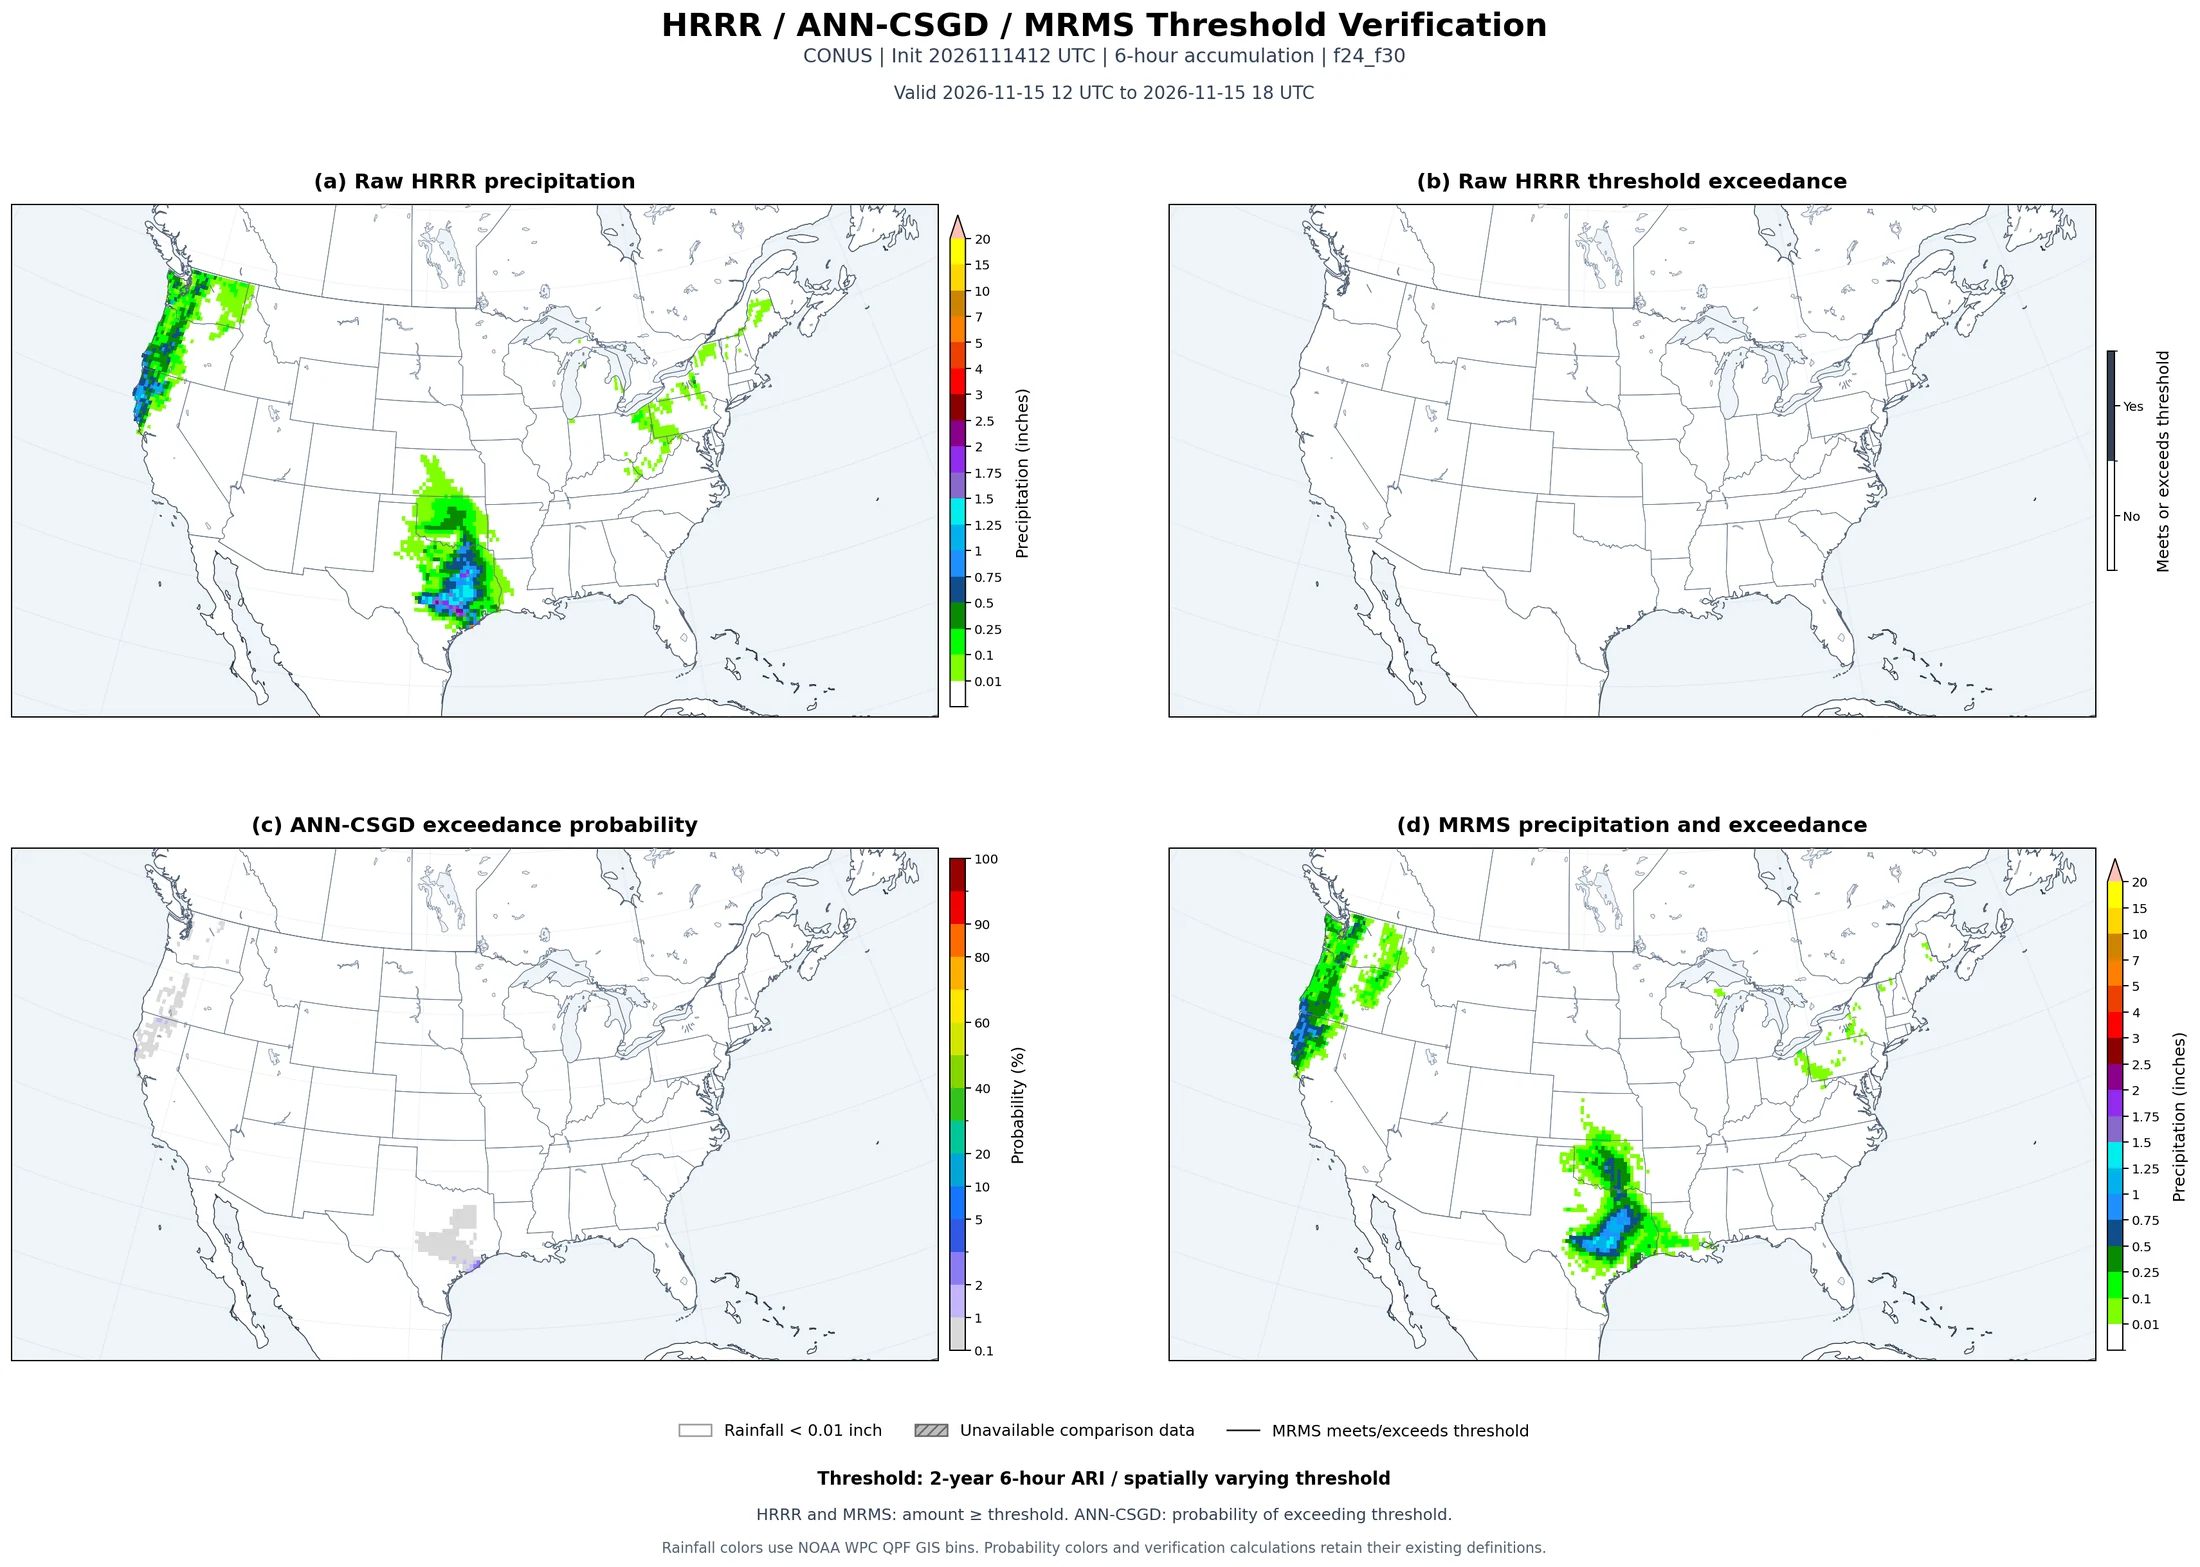 HRRR / ANN-CSGD / MRMS Threshold Verification
CONUS | Init 2026111412 UTC | 6-hour accumulation | f24_f30
Valid 2026-11-15 12 UTC to 2026-11-15 18 UTC
(a) Raw HRRR precipitation
20
15
10
7
5
4
3
2.5
2
1.75
1.5
1.25
1
0.75
0.5
0.25
0.1
0.01
Precipitation (inches)
(b) Raw HRRR threshold exceedance
Yes
No
Meets or exceeds threshold
(c) ANN-CSGD exceedance probability
100
90
80
60
40
20
10
5
2
1
0.1
Probability (%)
(d) MRMS precipitation and exceedance
20
15
10
7
5
4
3
2.5
2
1.75
1.5
1.25
1
0.75
0.5
0.25
0.1
0.01
Precipitation (inches)
Rainfall < 0.01 inch
Unavailable comparison data
MRMS meets/exceeds threshold
Threshold: 2-year 6-hour ARI / spatially varying threshold
HRRR and MRMS: amount ≥ threshold. ANN-CSGD: probability of exceeding threshold.
Rainfall colors use NOAA WPC QPF GIS bins. Probability colors and verification calculations retain their existing definitions.